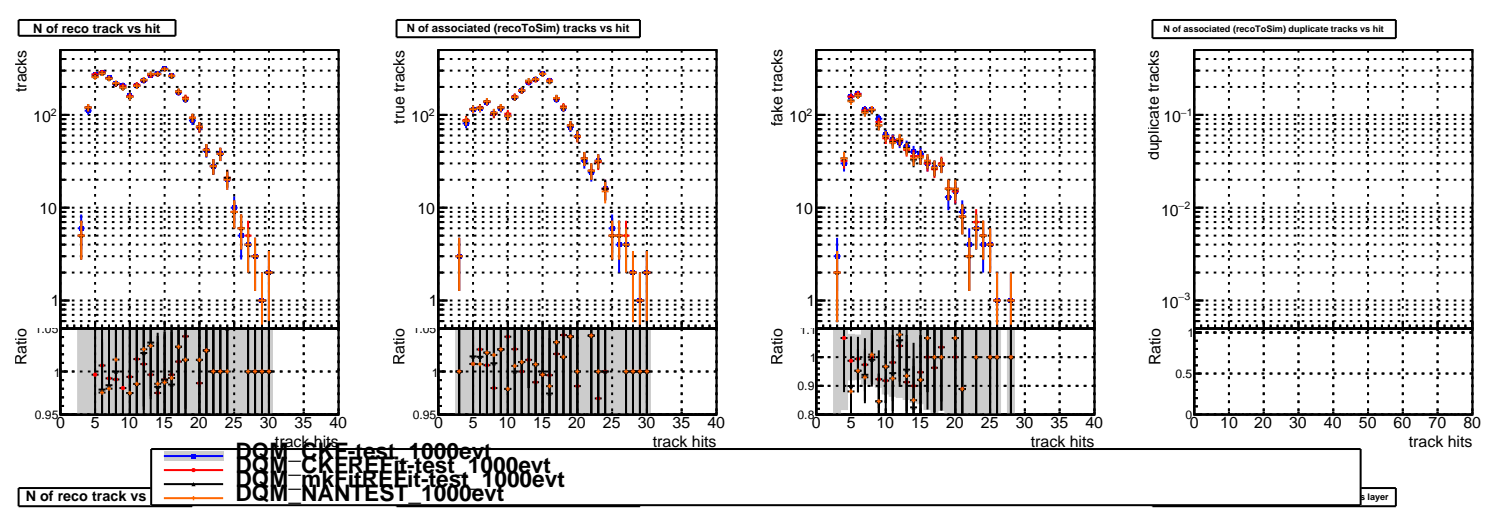 N of reco track vs hit
N of associated (recoToSim) tracks vs hit
N of associated (recoToSim) duplicate tracks vs hit
tracks
10²
10
1
Ratio
1.05
1
0.95
0 5 10 15 20 25 30 35 40
track hits
true tracks
10²
10
1
Ratio
1.05
1
0.95
0 5 10 15 20 25 30 35 40
track hits
fake tracks
10²
10
1
Ratio
1.1
1
0.9
0.8
0 5 10 15 20 25 30 35 40
track hits
duplicate tracks
10⁻¹
10⁻²
10⁻³
Ratio
1
0.5
0
0 10 20 30 40 50 60 70 80
track hits
DQM_CKF-test_1000evt
DQM_CKFREFit-test_1000evt
DQM_mkFitREFit-test_1000evt
DQM_NANTEST_1000evt
N of reco track vs
layer